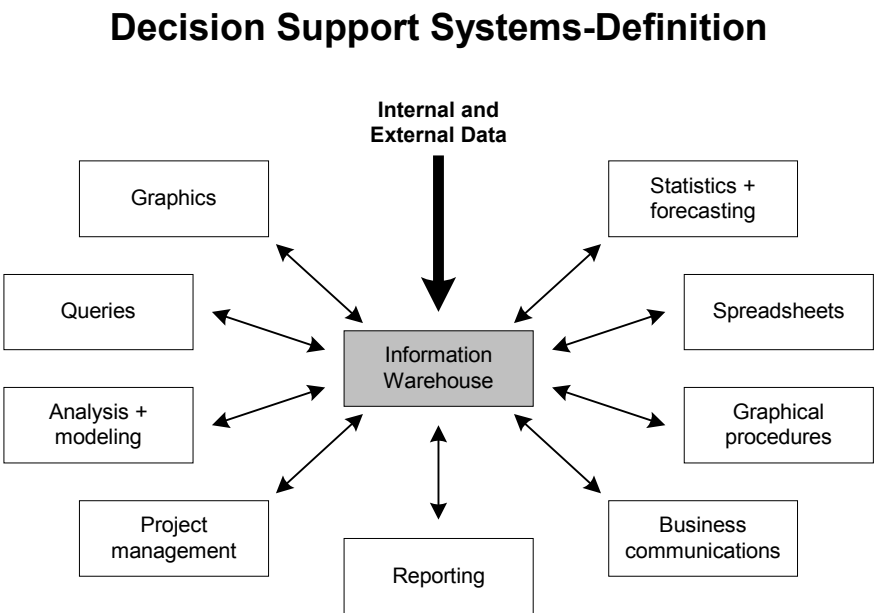 Decision Support Systems-Definition
Internal and
External Data
Graphics
Statistics +
forecasting
Queries
Spreadsheets
Information
Warehouse
Analysis +
modeling
Graphical
procedures
Project
management
Business
communications
Reporting